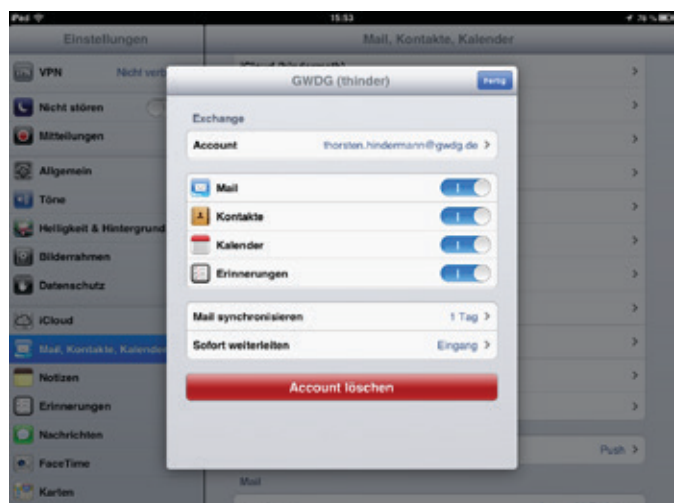 iPad 15:53
Einstellungen Mail, Kontakte, Kalender
VPN Nicht
Nicht stören
Mitteilungen
Allgemein
Töne
Helligkeit & Hintergrund
Bilderrahmen
Datenschutz
iCloud
Mail, Kontakte, Kalender
Notizen
Erinnerungen
Nachrichten
FaceTime
Karten
GWDG (thinder) Fertig
Exchange
Account thorsten.hindermann@gwdg.de
Mail
Kontakte
Kalender
Erinnerungen
Mail synchronisieren 1 Tag
Sofort weiterleiten Eingang
Account löschen
Push
Mail